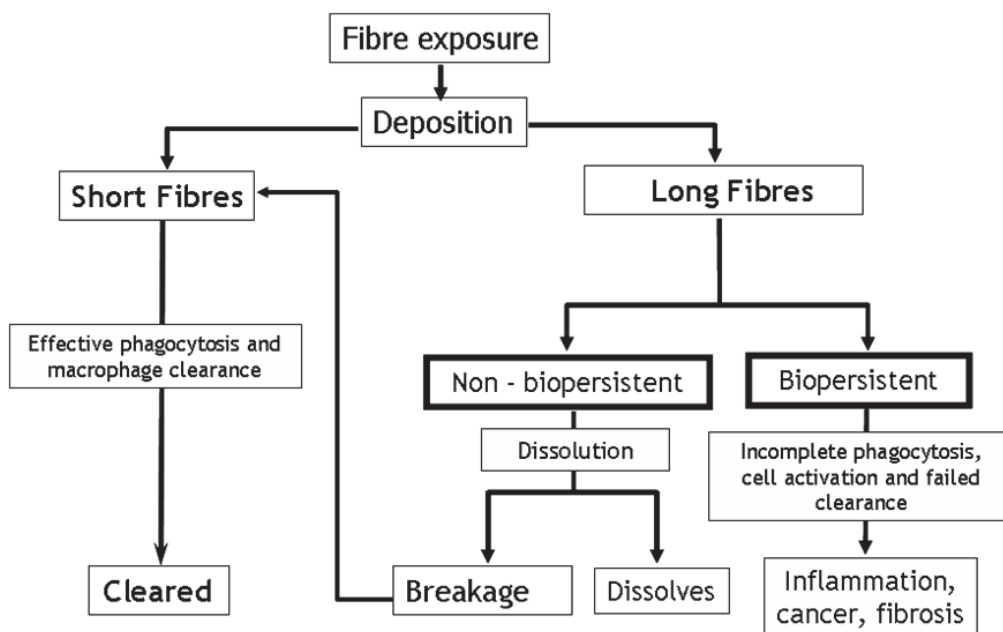 Fibre exposure
Deposition
Short Fibres
Long Fibres
Effective phagocytosis and
macrophage clearance
Non - biopersistent
Biopersistent
Dissolution
Incomplete phagocytosis,
cell activation and failed
clearance
Cleared
Breakage
Dissolves
Inflammation,
cancer, fibrosis